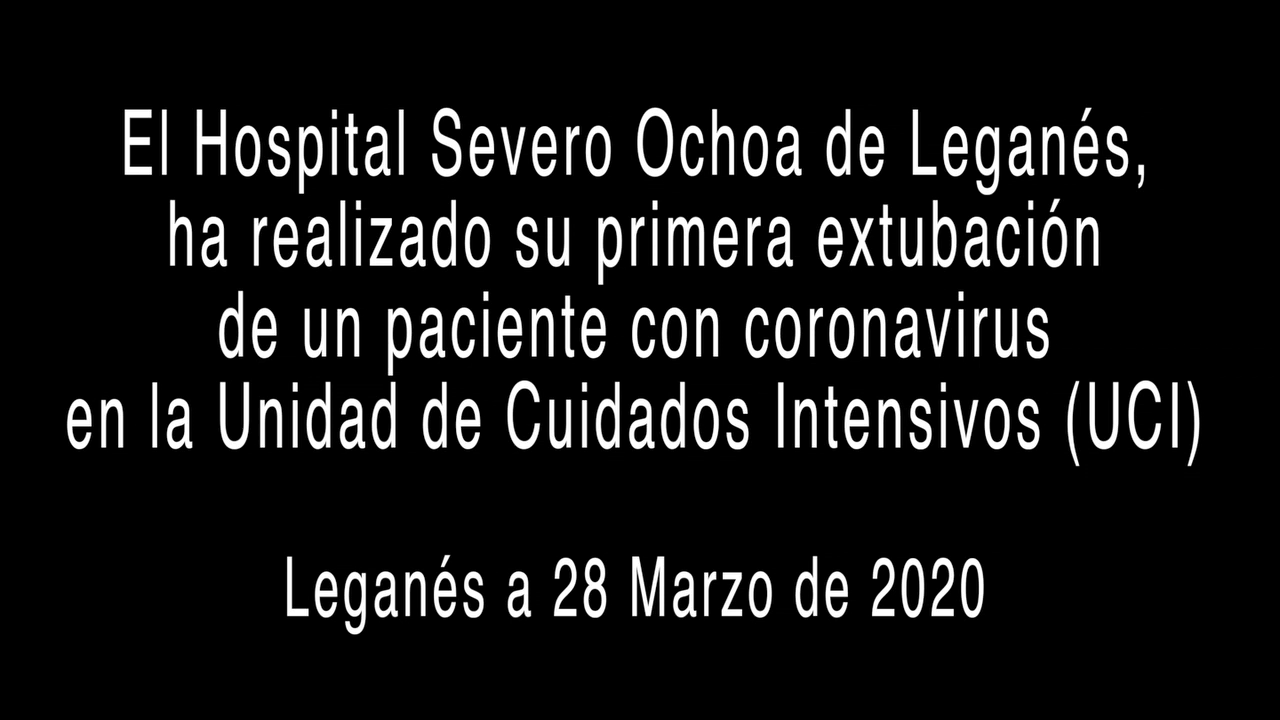 El Hospital Severo Ochoa de Leganés,
ha realizado su primera extubación
de un paciente con coronavirus
en la Unidad de Cuidados Intensivos (UCI)
Leganés a 28 Marzo de 2020